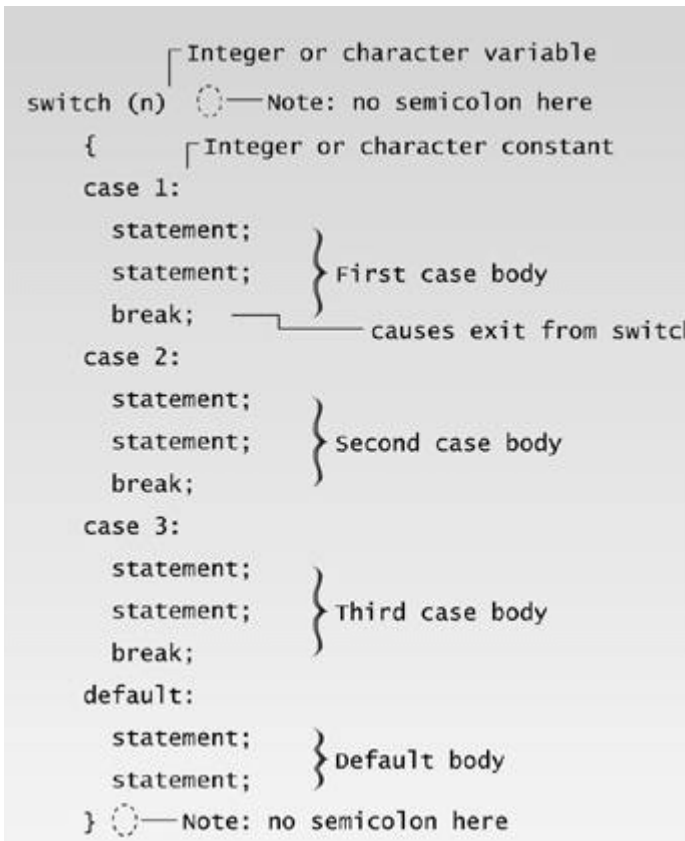 Integer or character variable
switch (n) Note: no semicolon here
{ Integer or character constant
case 1:
statement;
statement; First case body
break;
causes exit from switch
case 2:
statement;
statement; Second case body
break;
case 3:
statement;
statement; Third case body
break;
default:
statement;
Default body
statement;
} Note: no semicolon here